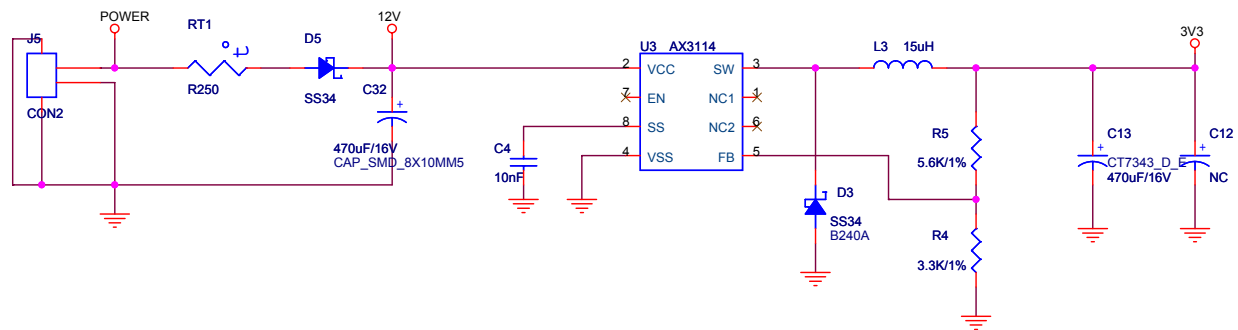 POWER
J5
CON2
RT1
R250
D5
SS34
12V
C32
470uF/16V
CAP_SMD_8X10MM5
C4
10nF
U3 AX3114
2 VCC
7 EN
8 SS
4 VSS
SW 3
NC1 1
NC2 6
FB 5
L3 15uH
D3
SS34
B240A
R5
5.6K/1%
R4
3.3K/1%
C13
CT7343_D_E
470uF/16V
3V3
C12
NC